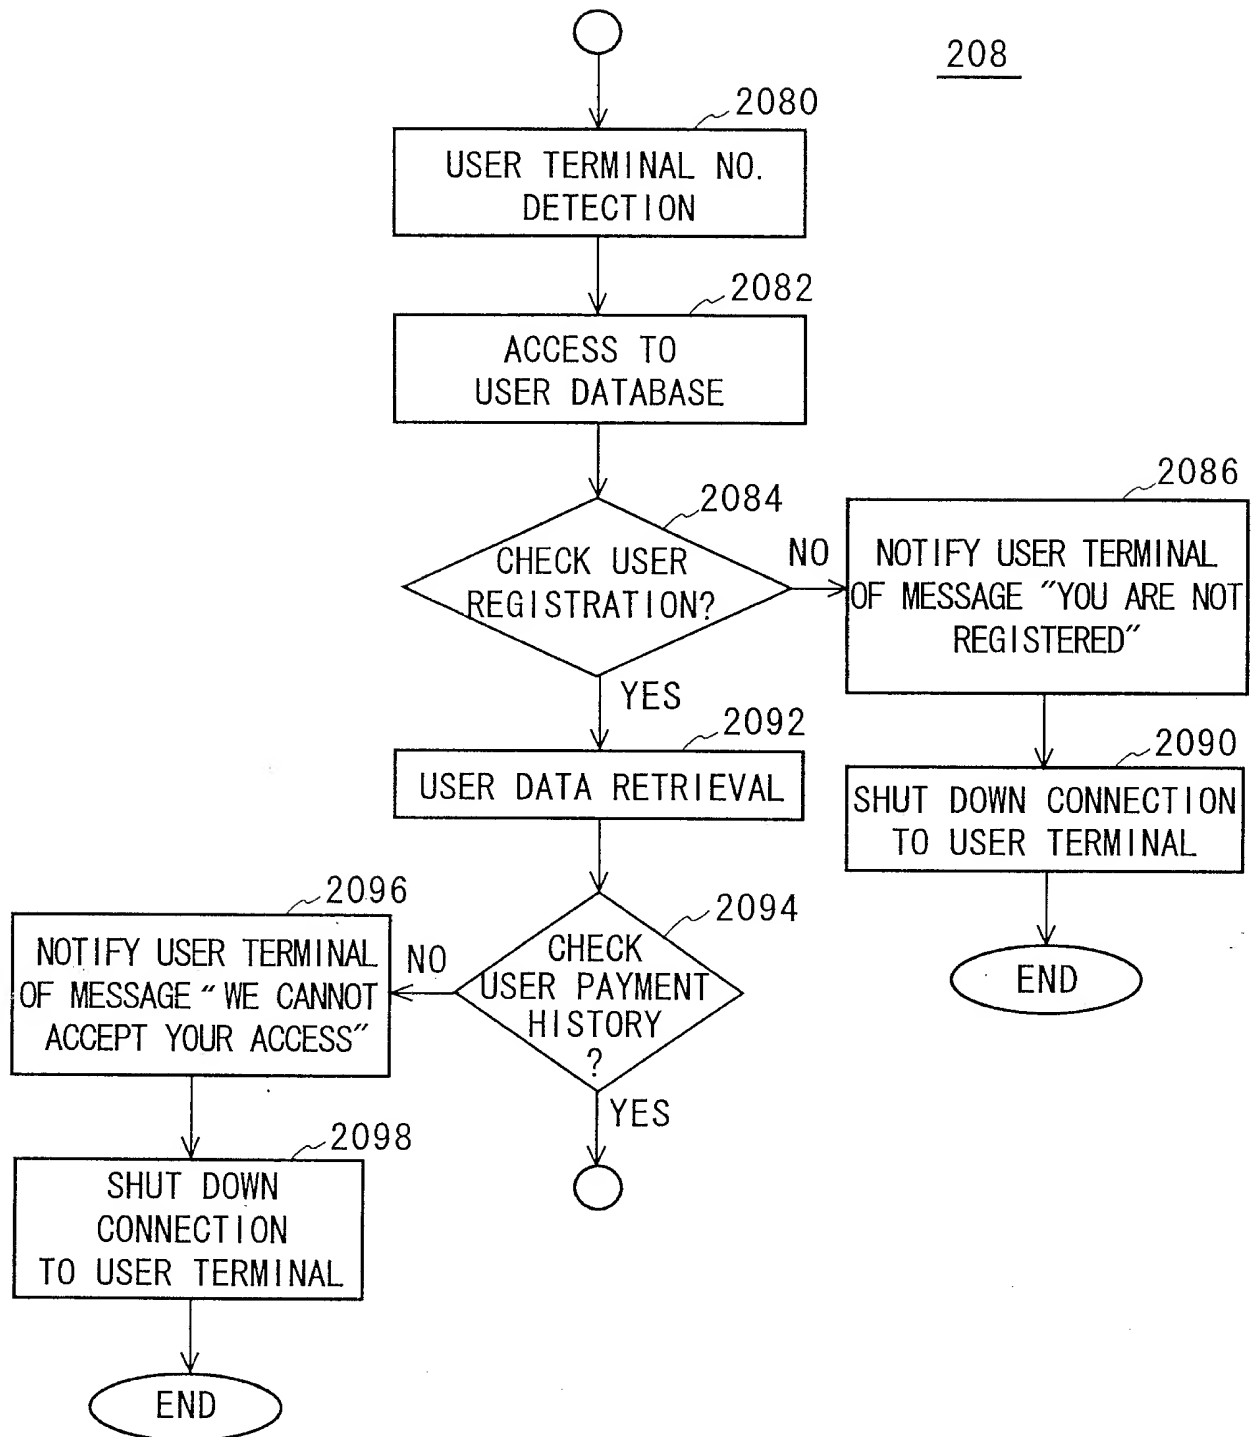 208
2080
USER TERMINAL NO.
DETECTION
2082
ACCESS TO
USER DATABASE
2084
CHECK USER
REGISTRATION?
NO
YES
2086
NOTIFY USER TERMINAL
OF MESSAGE "YOU ARE NOT
REGISTERED"
2090
SHUT DOWN CONNECTION
TO USER TERMINAL
END
2092
USER DATA RETRIEVAL
2094
CHECK
USER PAYMENT
HISTORY
?
NO
YES
2096
NOTIFY USER TERMINAL
OF MESSAGE "WE CANNOT
ACCEPT YOUR ACCESS"
2098
SHUT DOWN
CONNECTION
TO USER TERMINAL
END